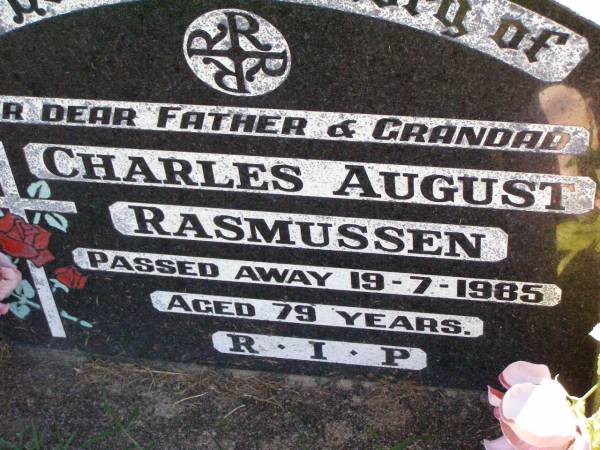 of
R DEAR FATHER & GRANDAD
CHARLES AUGUST
RASMUSSEN
PASSED AWAY 19-7-1985
AGED 79 YEARS.
R · I · P